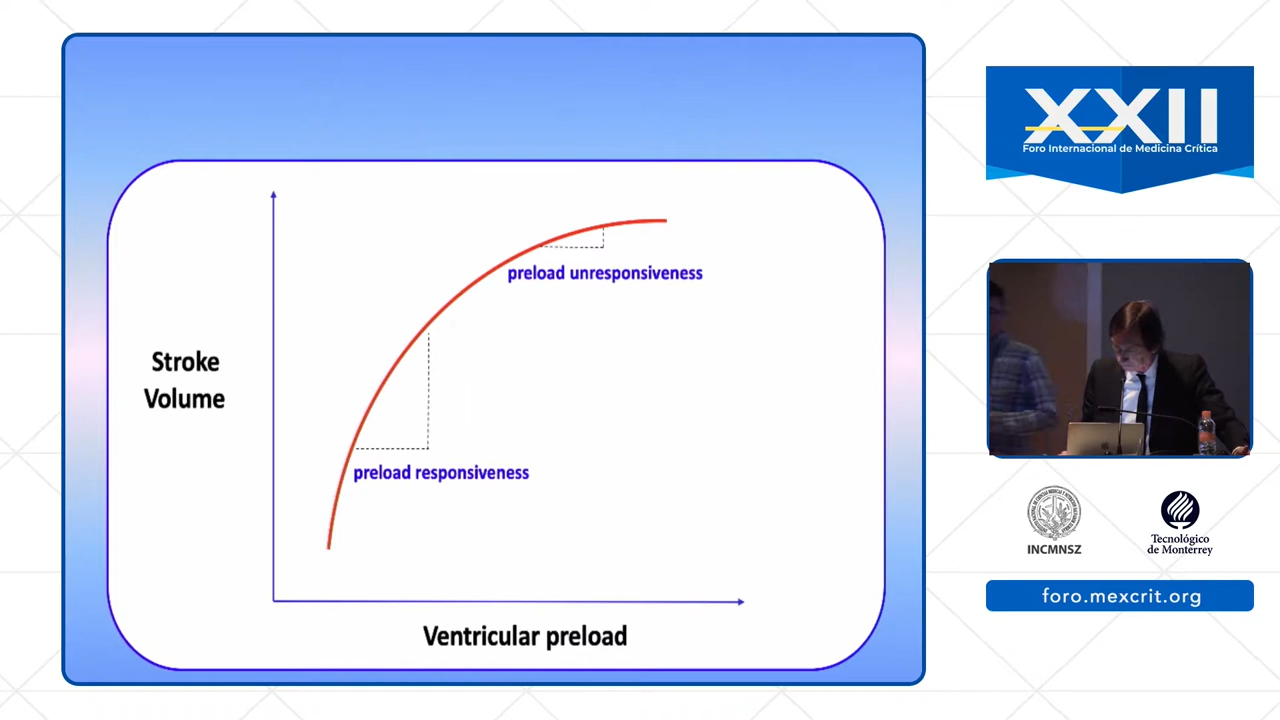 preload unresponsiveness
Stroke
Volume
preload responsiveness
Ventricular preload
XXII
Foro Internacional de Medicina Crítica
INCMNSZ
Tecnológico
de Monterrey
foro.mexcrit.org